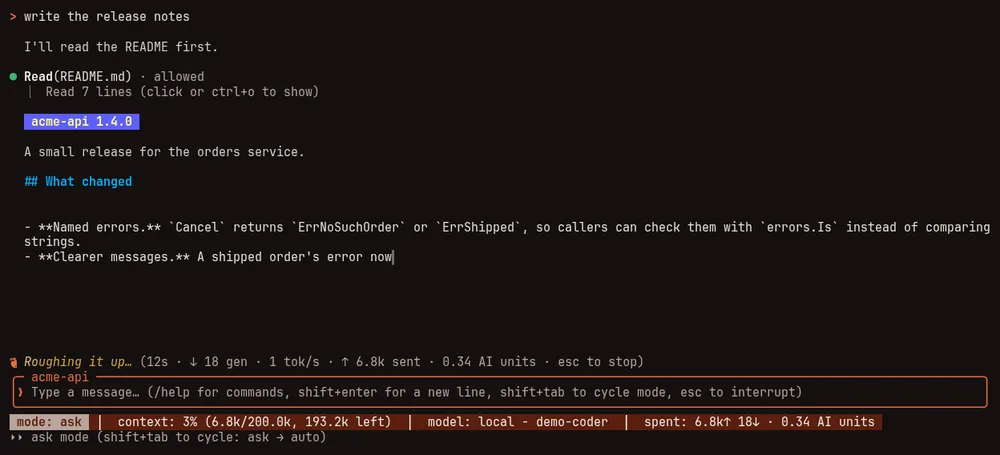 > write the release notes
I'll read the README first.
● Read(README.md) · allowed
Read 7 lines (click or ctrl+o to show)
acme-api 1.4.0
A small release for the orders service.
## What changed
- **Named errors.** `Cancel` returns `ErrNoSuchOrder` or `ErrShipped`, so callers can check them with `errors.Is` instead of comparing
strings.
- **Clearer messages.** A shipped order's error now
Roughing it up… (12s · ↓ 18 gen · 1 tok/s · ↑ 6.8k sent · 0.34 AI units · esc to stop)
acme-api
❯ Type a message… (/help for commands, shift+enter for a new line, shift+tab to cycle mode, esc to interrupt)
mode: ask | context: 3% (6.8k/200.0k, 193.2k left) | model: local - demo-coder | spent: 6.8k↑ 18↓ · 0.34 AI units
⏵⏵ ask mode (shift+tab to cycle: ask → auto)